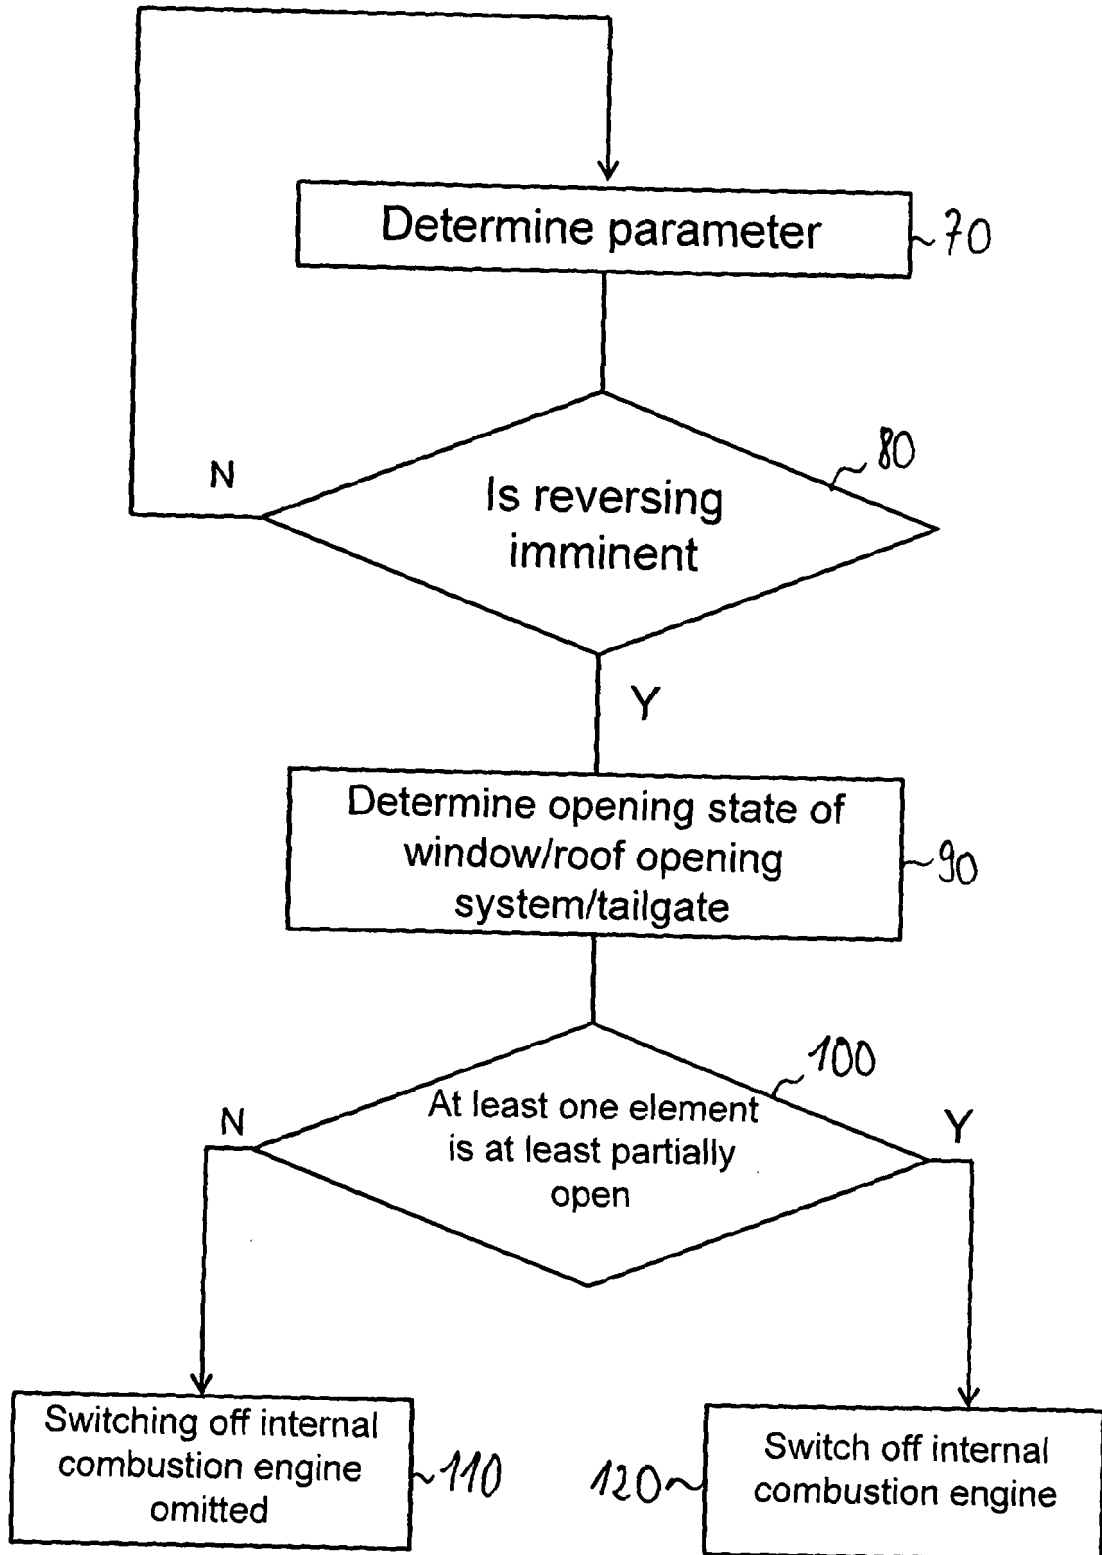 Determine parameter
70
80
N
Is reversing
imminent
Y
Determine opening state of
window/roof opening
system/tailgate
90
100
N
At least one element
is at least partially
open
Y
Switching off internal
combustion engine
omitted
110
120
Switch off internal
combustion engine